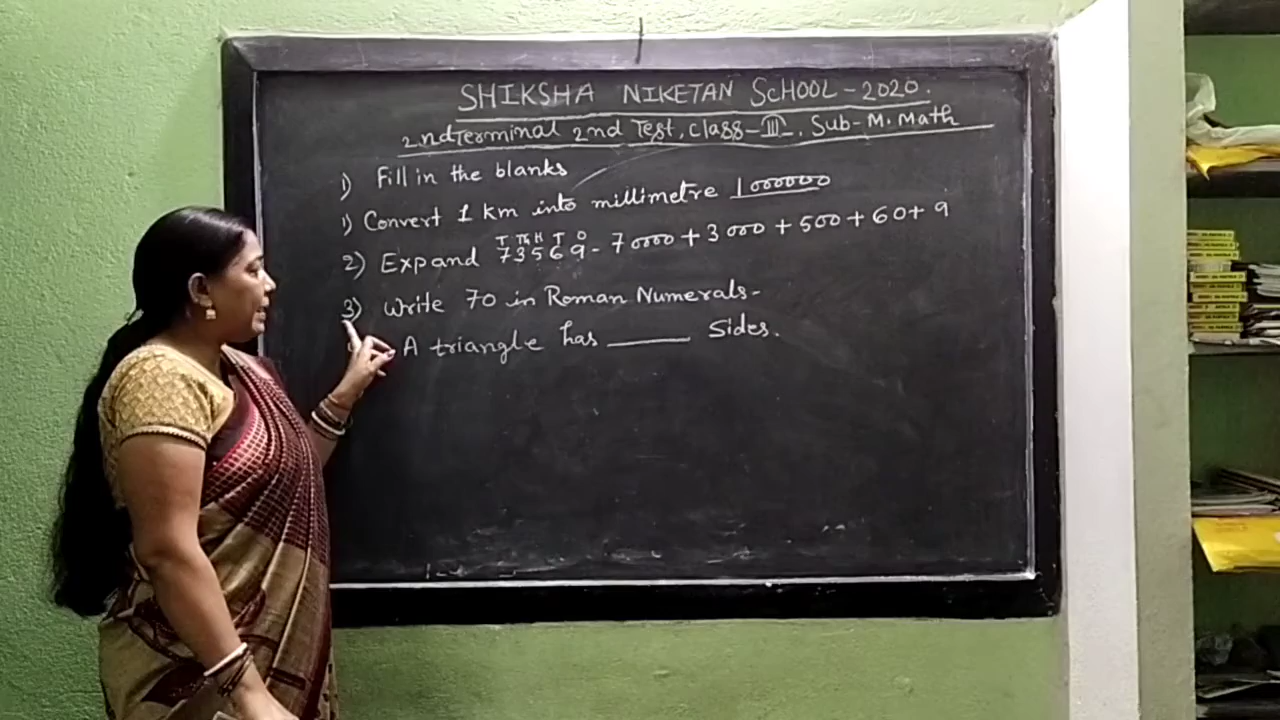 SHIKSHA NIKETAN SCHOOL - 2020.
2nd Terminal 2nd Test, Class - III. Sub - M. Math
1) Fill in the blanks
1) Convert 1 km into millimetre 1000000
T Th H T O
2) Expand 73569 - 70000 + 3000 + 500 + 60 + 9
3) Write 70 in Roman Numerals -
A triangle has ______ Sides.